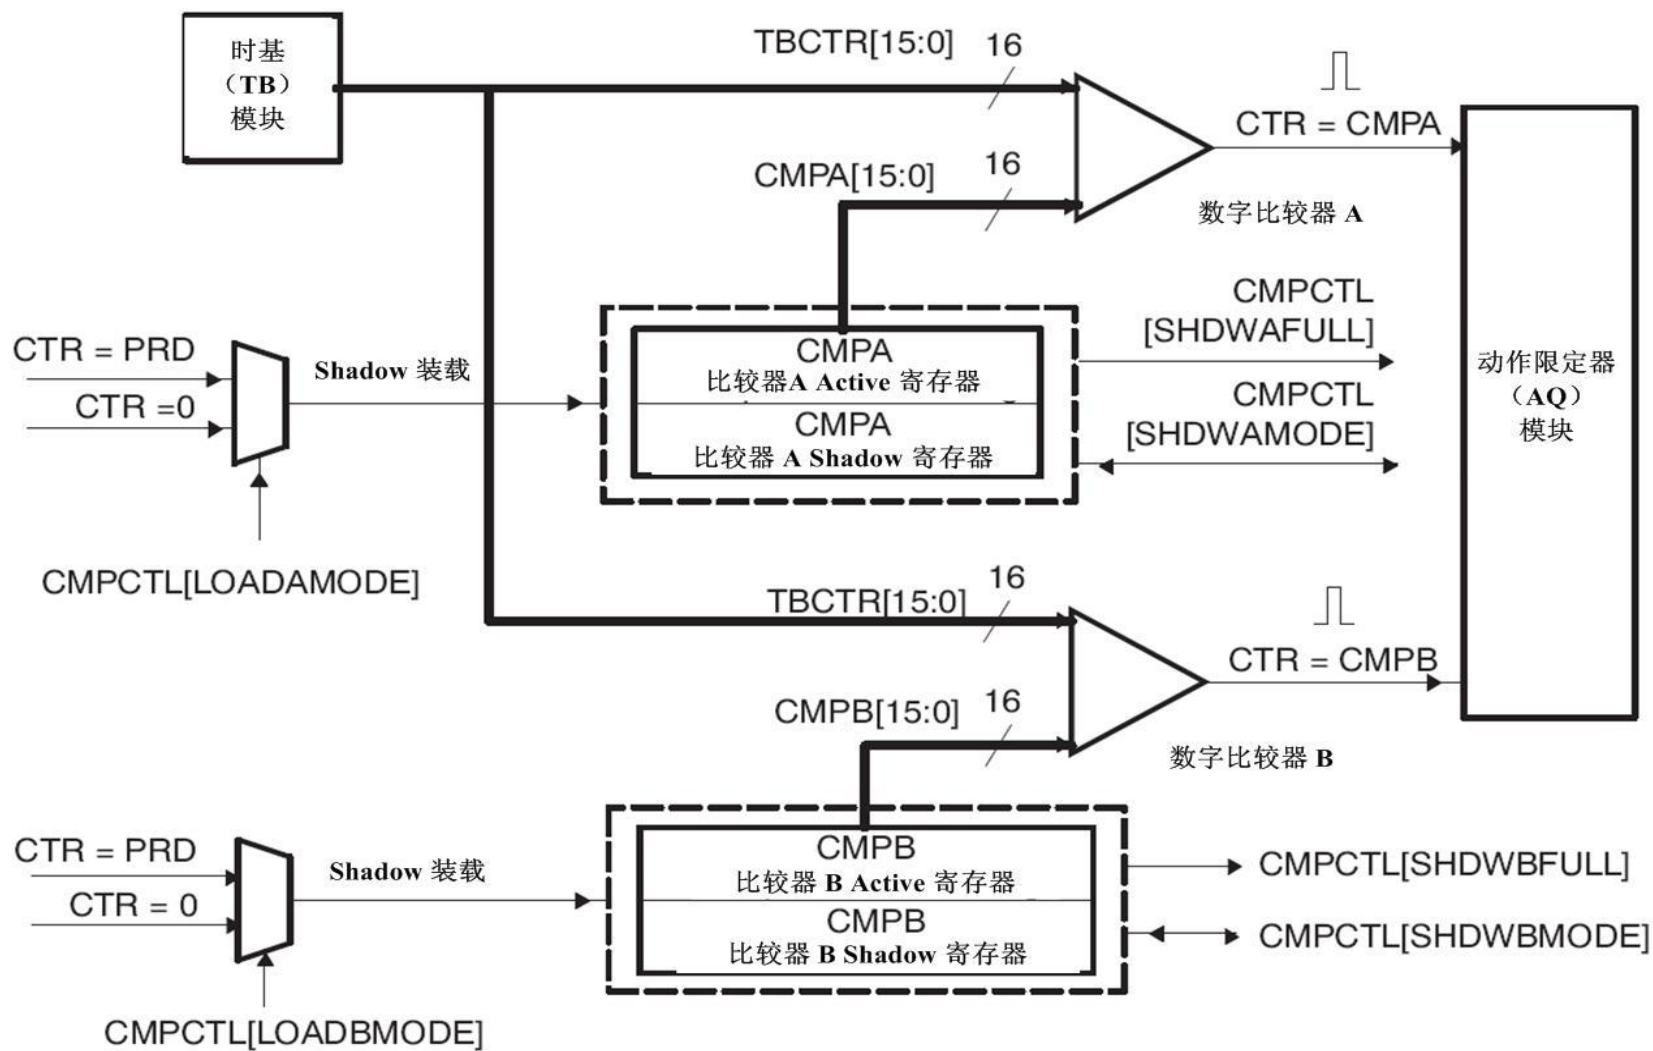 时基
（TB）
模块
TBCTR[15:0]
16
CTR = CMPA
CMPA[15:0]
16
数字比较器 A
CTR = PRD
CTR =0
Shadow 装载
CMPCTL[LOADAMODE]
CMPA
比较器A Active 寄存器
CMPA
比较器 A Shadow 寄存器
CMPCTL
[SHDWAFULL]
CMPCTL
[SHDWAMODE]
动作限定器
（AQ）
模块
TBCTR[15:0]
16
CTR = CMPB
CMPB[15:0]
16
数字比较器 B
CTR = PRD
CTR = 0
Shadow 装载
CMPCTL[LOADBMODE]
CMPB
比较器 B Active 寄存器
CMPB
比较器 B Shadow 寄存器
CMPCTL[SHDWBFULL]
CMPCTL[SHDWBMODE]